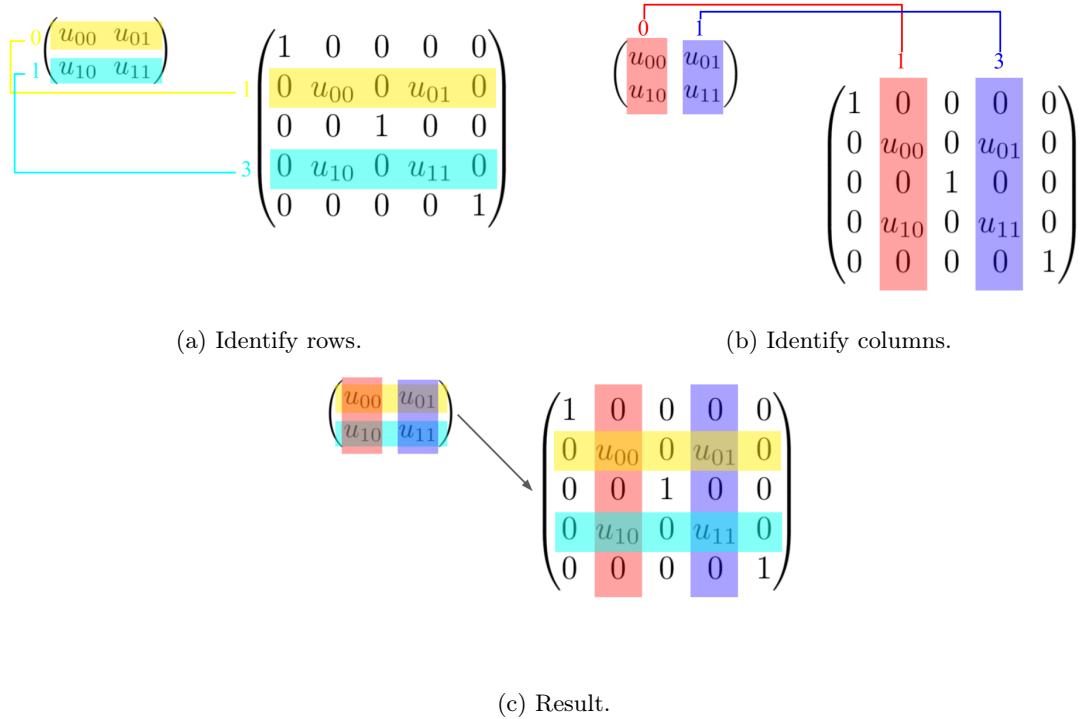 0 u00 u01
1 u10 u11
1 0 0 0 0
1 0 u00 0 u01 0
0 0 1 0 0
3 0 u10 0 u11 0
0 0 0 0 1
(a) Identify rows.
0 1
u00 u01
u10 u11
1 3
1 0 0 0 0
0 u00 0 u01 0
0 0 1 0 0
0 u10 0 u11 0
0 0 0 0 1
(b) Identify columns.
u00 u01
u10 u11
1 0 0 0 0
0 u00 0 u01 0
0 0 1 0 0
0 u10 0 u11 0
0 0 0 0 1
(c) Result.